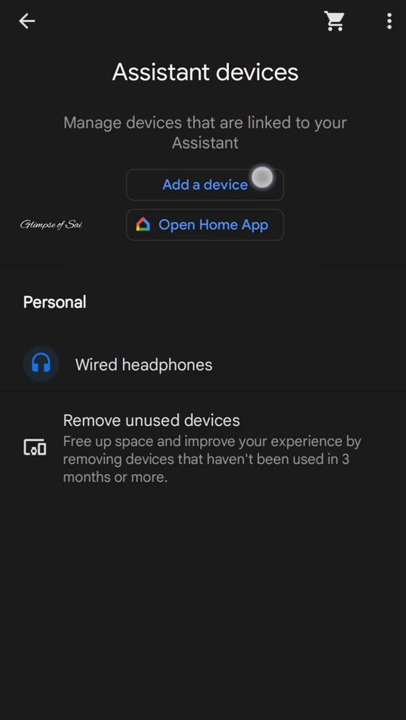 Assistant devices
Manage devices that are linked to your
Assistant
Add a device
Glimpse of Sai
Open Home App
Personal
Wired headphones
Remove unused devices
Free up space and improve your experience by
removing devices that haven't been used in 3
months or more.